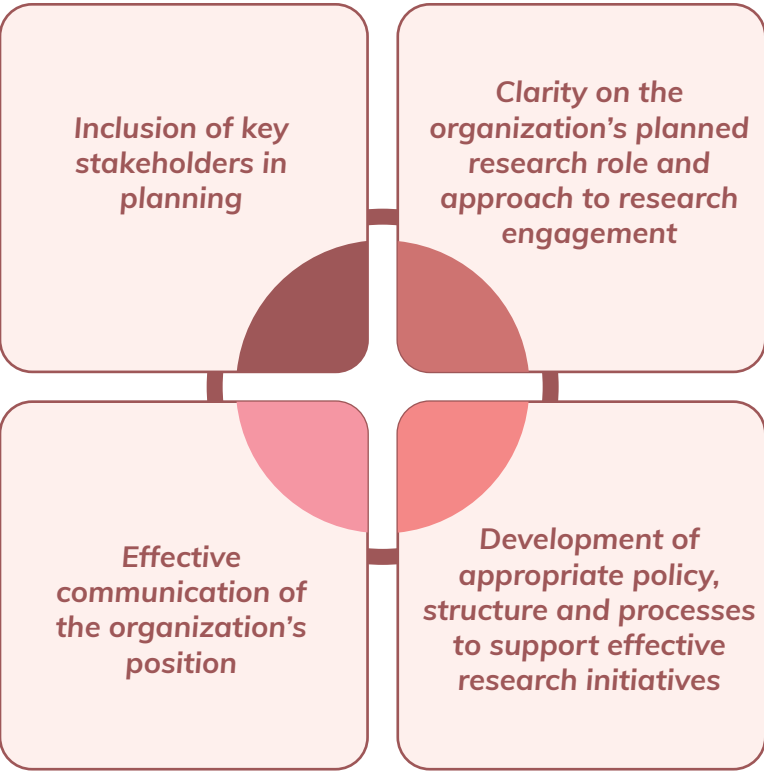 Inclusion of key
stakeholders in
planning
Clarity on the
organization’s planned
research role and
approach to research
engagement
Effective
communication of
the organization’s
position
Development of
appropriate policy,
structure and processes
to support effective
research initiatives